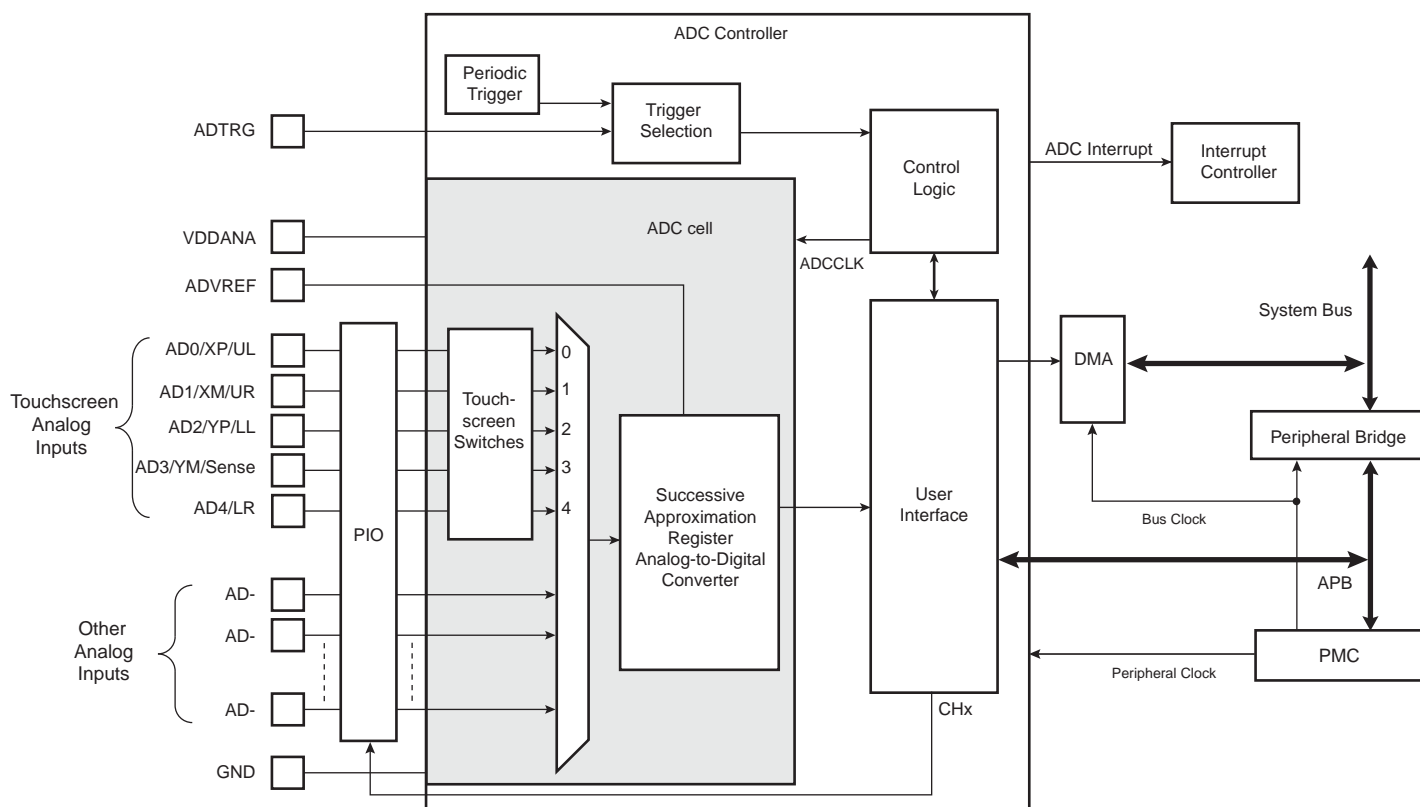 ADC Controller
Periodic
Trigger
Trigger
Selection
ADTRG
Control
Logic
ADC Interrupt
Interrupt
Controller
VDDANA
ADC cell
ADCCLK
ADVREF
System Bus
Touchscreen
Analog
Inputs
AD0/XP/UL
AD1/XM/UR
AD2/YP/LL
AD3/YM/Sense
AD4/LR
PIO
Touch-
screen
Switches
0
1
2
3
4
Successive
Approximation
Register
Analog-to-Digital
Converter
User
Interface
DMA
Peripheral Bridge
Bus Clock
APB
Other
Analog
Inputs
AD-
AD-
AD-
PMC
Peripheral Clock
CHx
GND